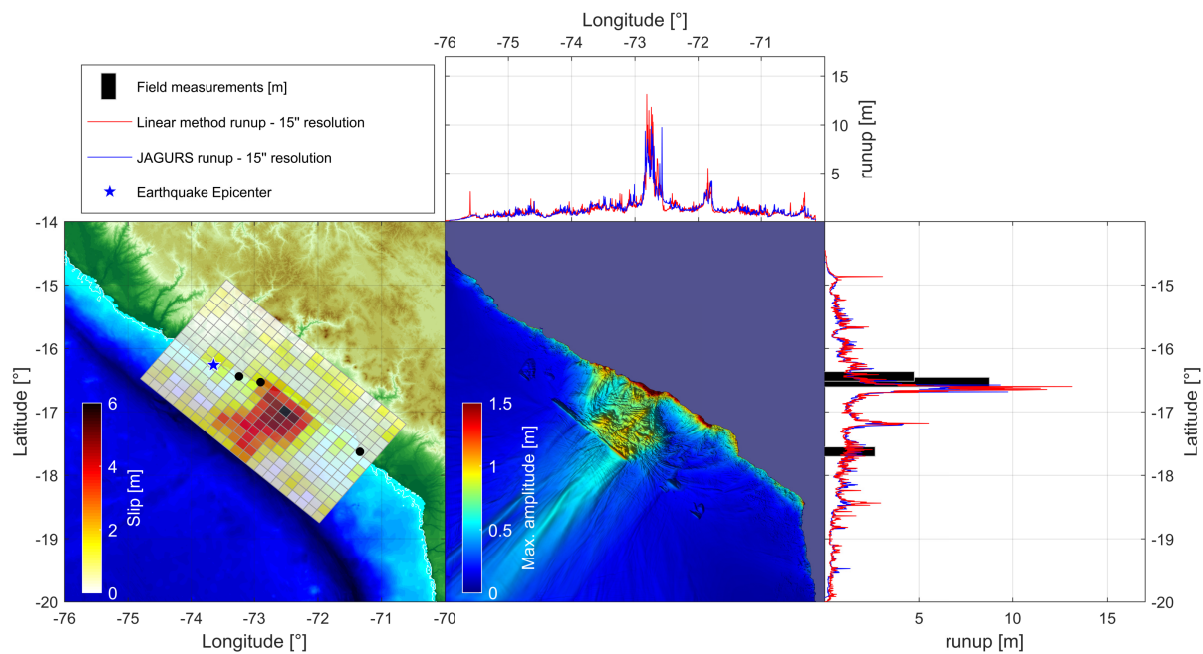 Longitude [°]
-76 -75 -74 -73 -72 -71
15
10
5
runup [m]
Field measurements [m]
Linear method runup - 15" resolution
JAGURS runup - 15" resolution
Earthquake Epicenter
-14
-15
-16
-17
-18
-19
-20
Latitude [°]
6
4
2
0
Slip [m]
-76 -75 -74 -73 -72 -71 -70
Longitude [°]
1.5
1
0.5
0
Max. amplitude [m]
-15
-16
-17
-18
-19
-20
Latitude [°]
5 10 15
runup [m]